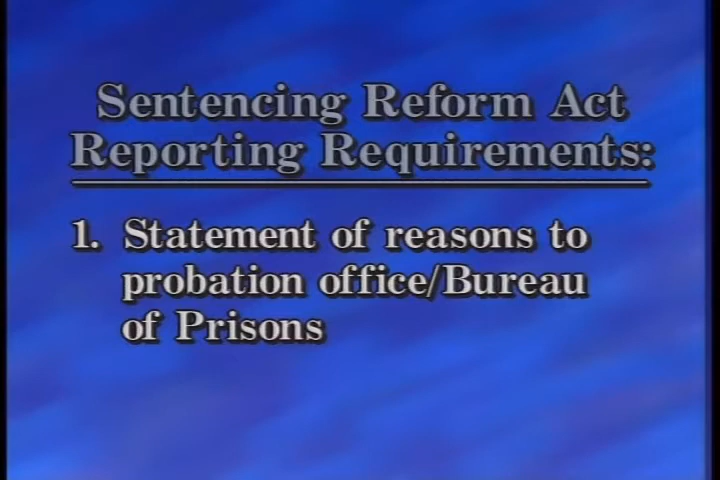 Sentencing Reform Act
Reporting Requirements:
1. Statement of reasons to
probation office/Bureau
of Prisons